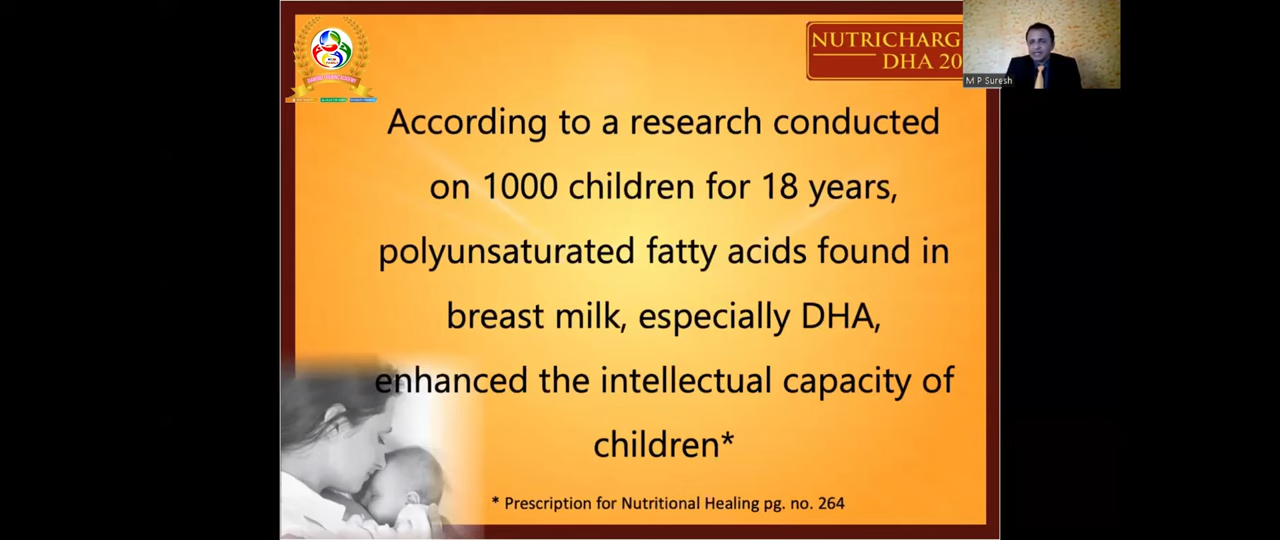 NUTRICHARG
DHA 20
M P Suresh
According to a research conducted
on 1000 children for 18 years,
polyunsaturated fatty acids found in
breast milk, especially DHA,
enhanced the intellectual capacity of
children*
* Prescription for Nutritional Healing pg. no. 264